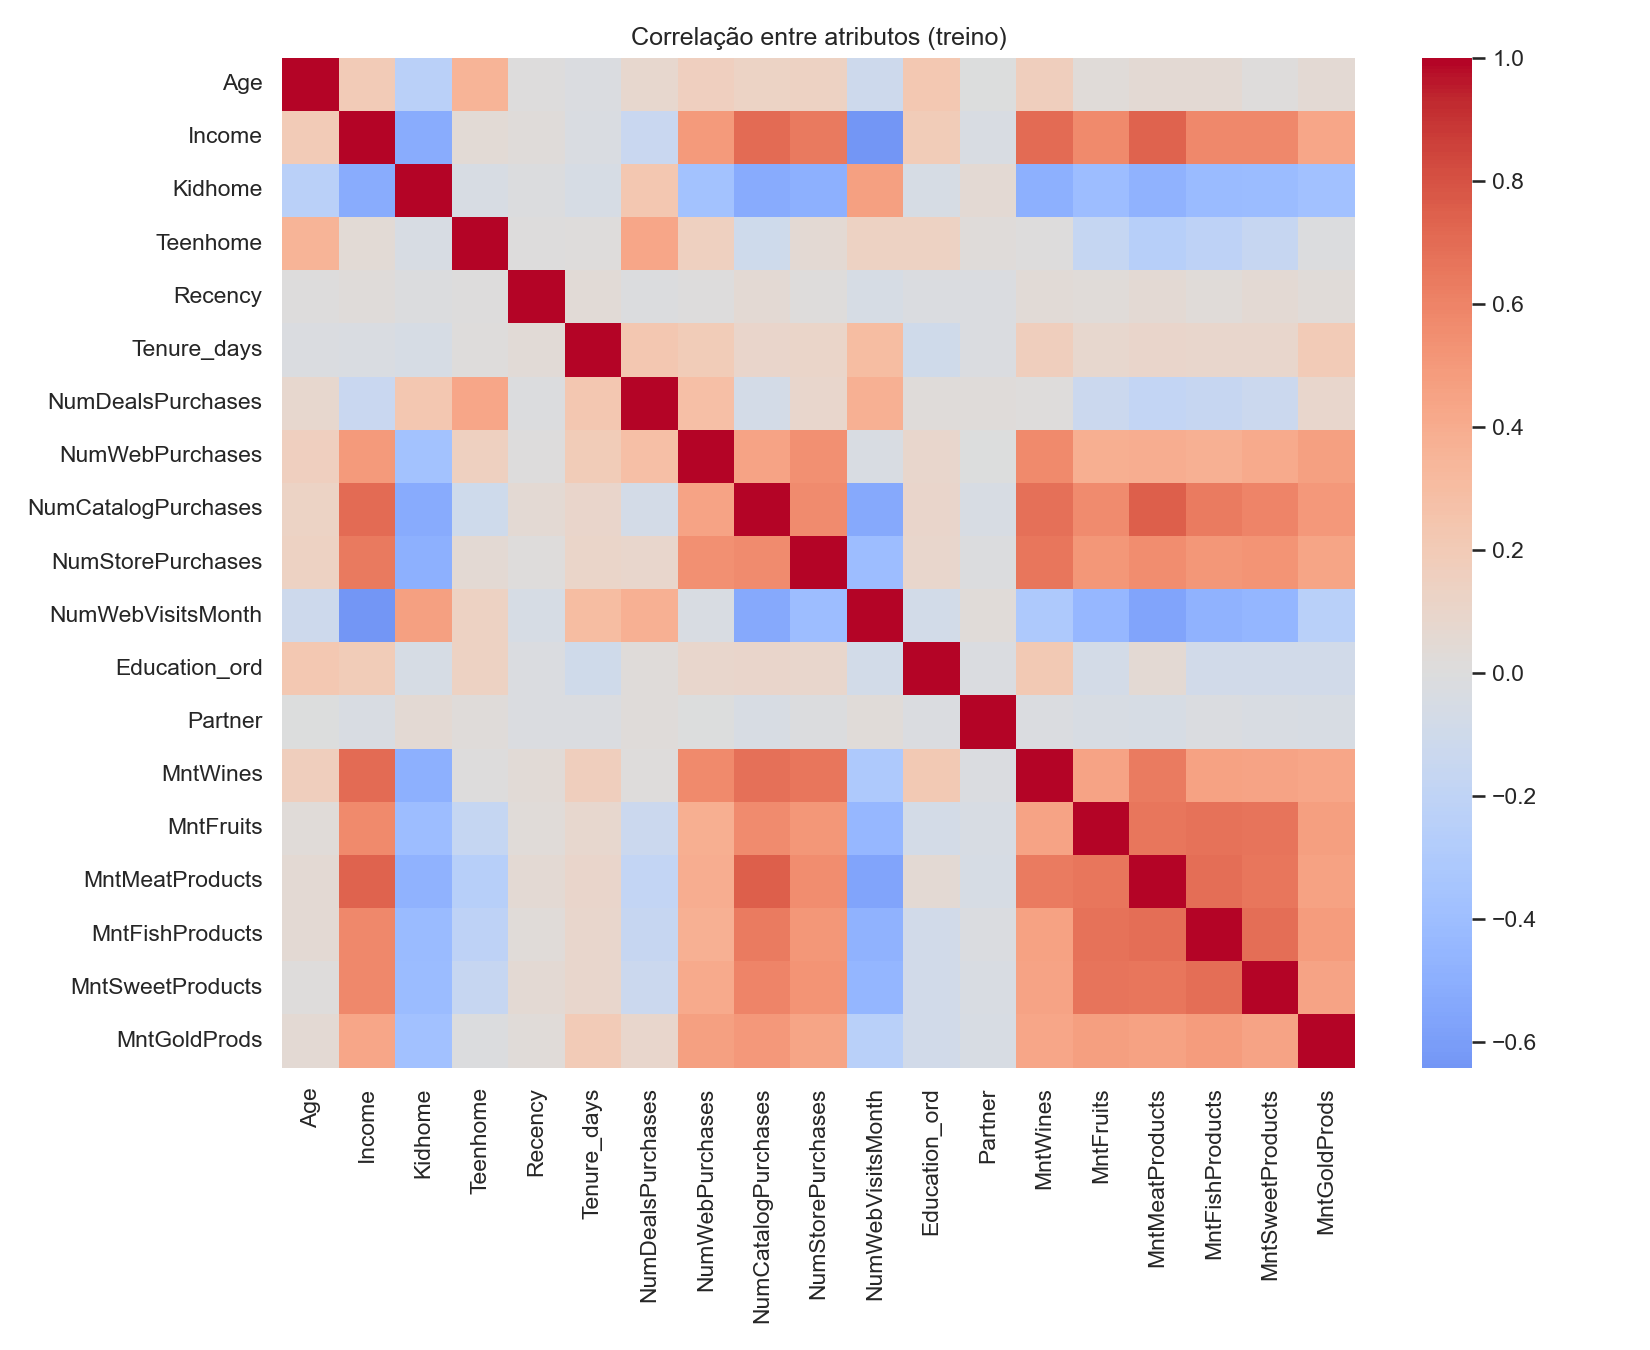 Correlação entre atributos (treino)
Age
Income
Kidhome
Teenhome
Recency
Tenure_days
NumDealsPurchases
NumWebPurchases
NumCatalogPurchases
NumStorePurchases
NumWebVisitsMonth
Education_ord
Partner
MntWines
MntFruits
MntMeatProducts
MntFishProducts
MntSweetProducts
MntGoldProds
Age
Income
Kidhome
Teenhome
Recency
Tenure_days
NumDealsPurchases
NumWebPurchases
NumCatalogPurchases
NumStorePurchases
NumWebVisitsMonth
Education_ord
Partner
MntWines
MntFruits
MntMeatProducts
MntFishProducts
MntSweetProducts
MntGoldProds
1.0
0.8
0.6
0.4
0.2
0.0
−0.2
−0.4
−0.6